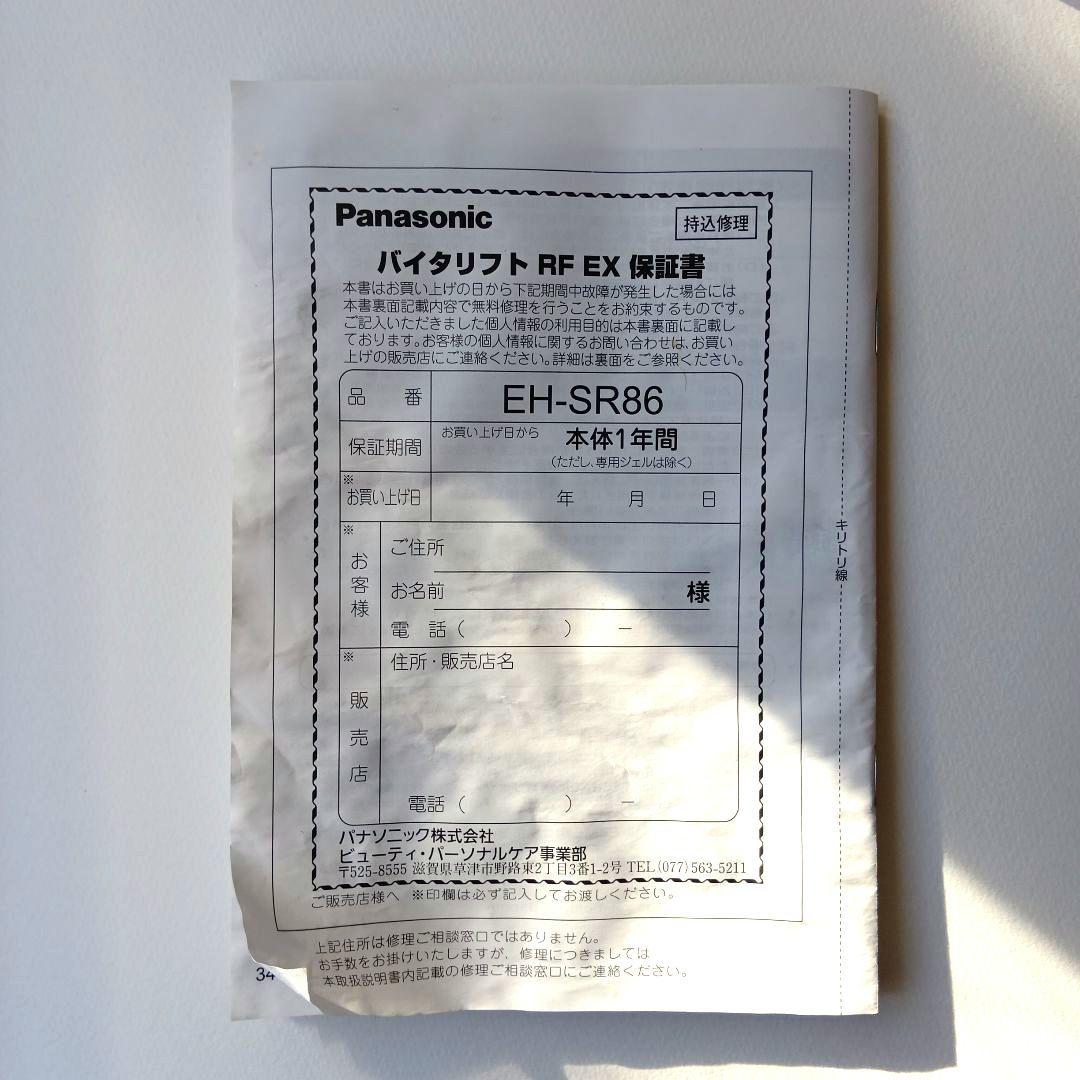 Panasonic
持込修理
バイタリフト RF EX 保証書
本書はお買い上げの日から下記期間中故障が発生した場合には
本書裏面記載内容で無料修理を行うことをお約束するものです。
ご記入いただきました個人情報の利用目的は本書裏面に記載し
ております。お客様の個人情報に関するお問い合わせは、お買い
上げの販売店にご連絡ください。詳細は裏面をご参照ください。
品 番 EH-SR86
保証期間 お買い上げ日から 本体1年間
(ただし、専用ジェルは除く)
※
お買い上げ日 年 月 日
※
お客様
ご住所
お名前 様
電 話 ( ) ー
※
販売店
住所・販売店名
電話 ( ) ー
パナソニック株式会社
ビューティ・パーソナルケア事業部
〒525-8555 滋賀県草津市野路東2丁目3番1-2号 TEL(077)563-5211
ご販売店様へ ※印欄は必ず記入してお渡しください。
キリトリ線
上記住所は修理ご相談窓口ではありません。
お手数をお掛けいたしますが、修理につきましては
本取扱説明書内記載の修理ご相談窓口にご連絡ください。
34